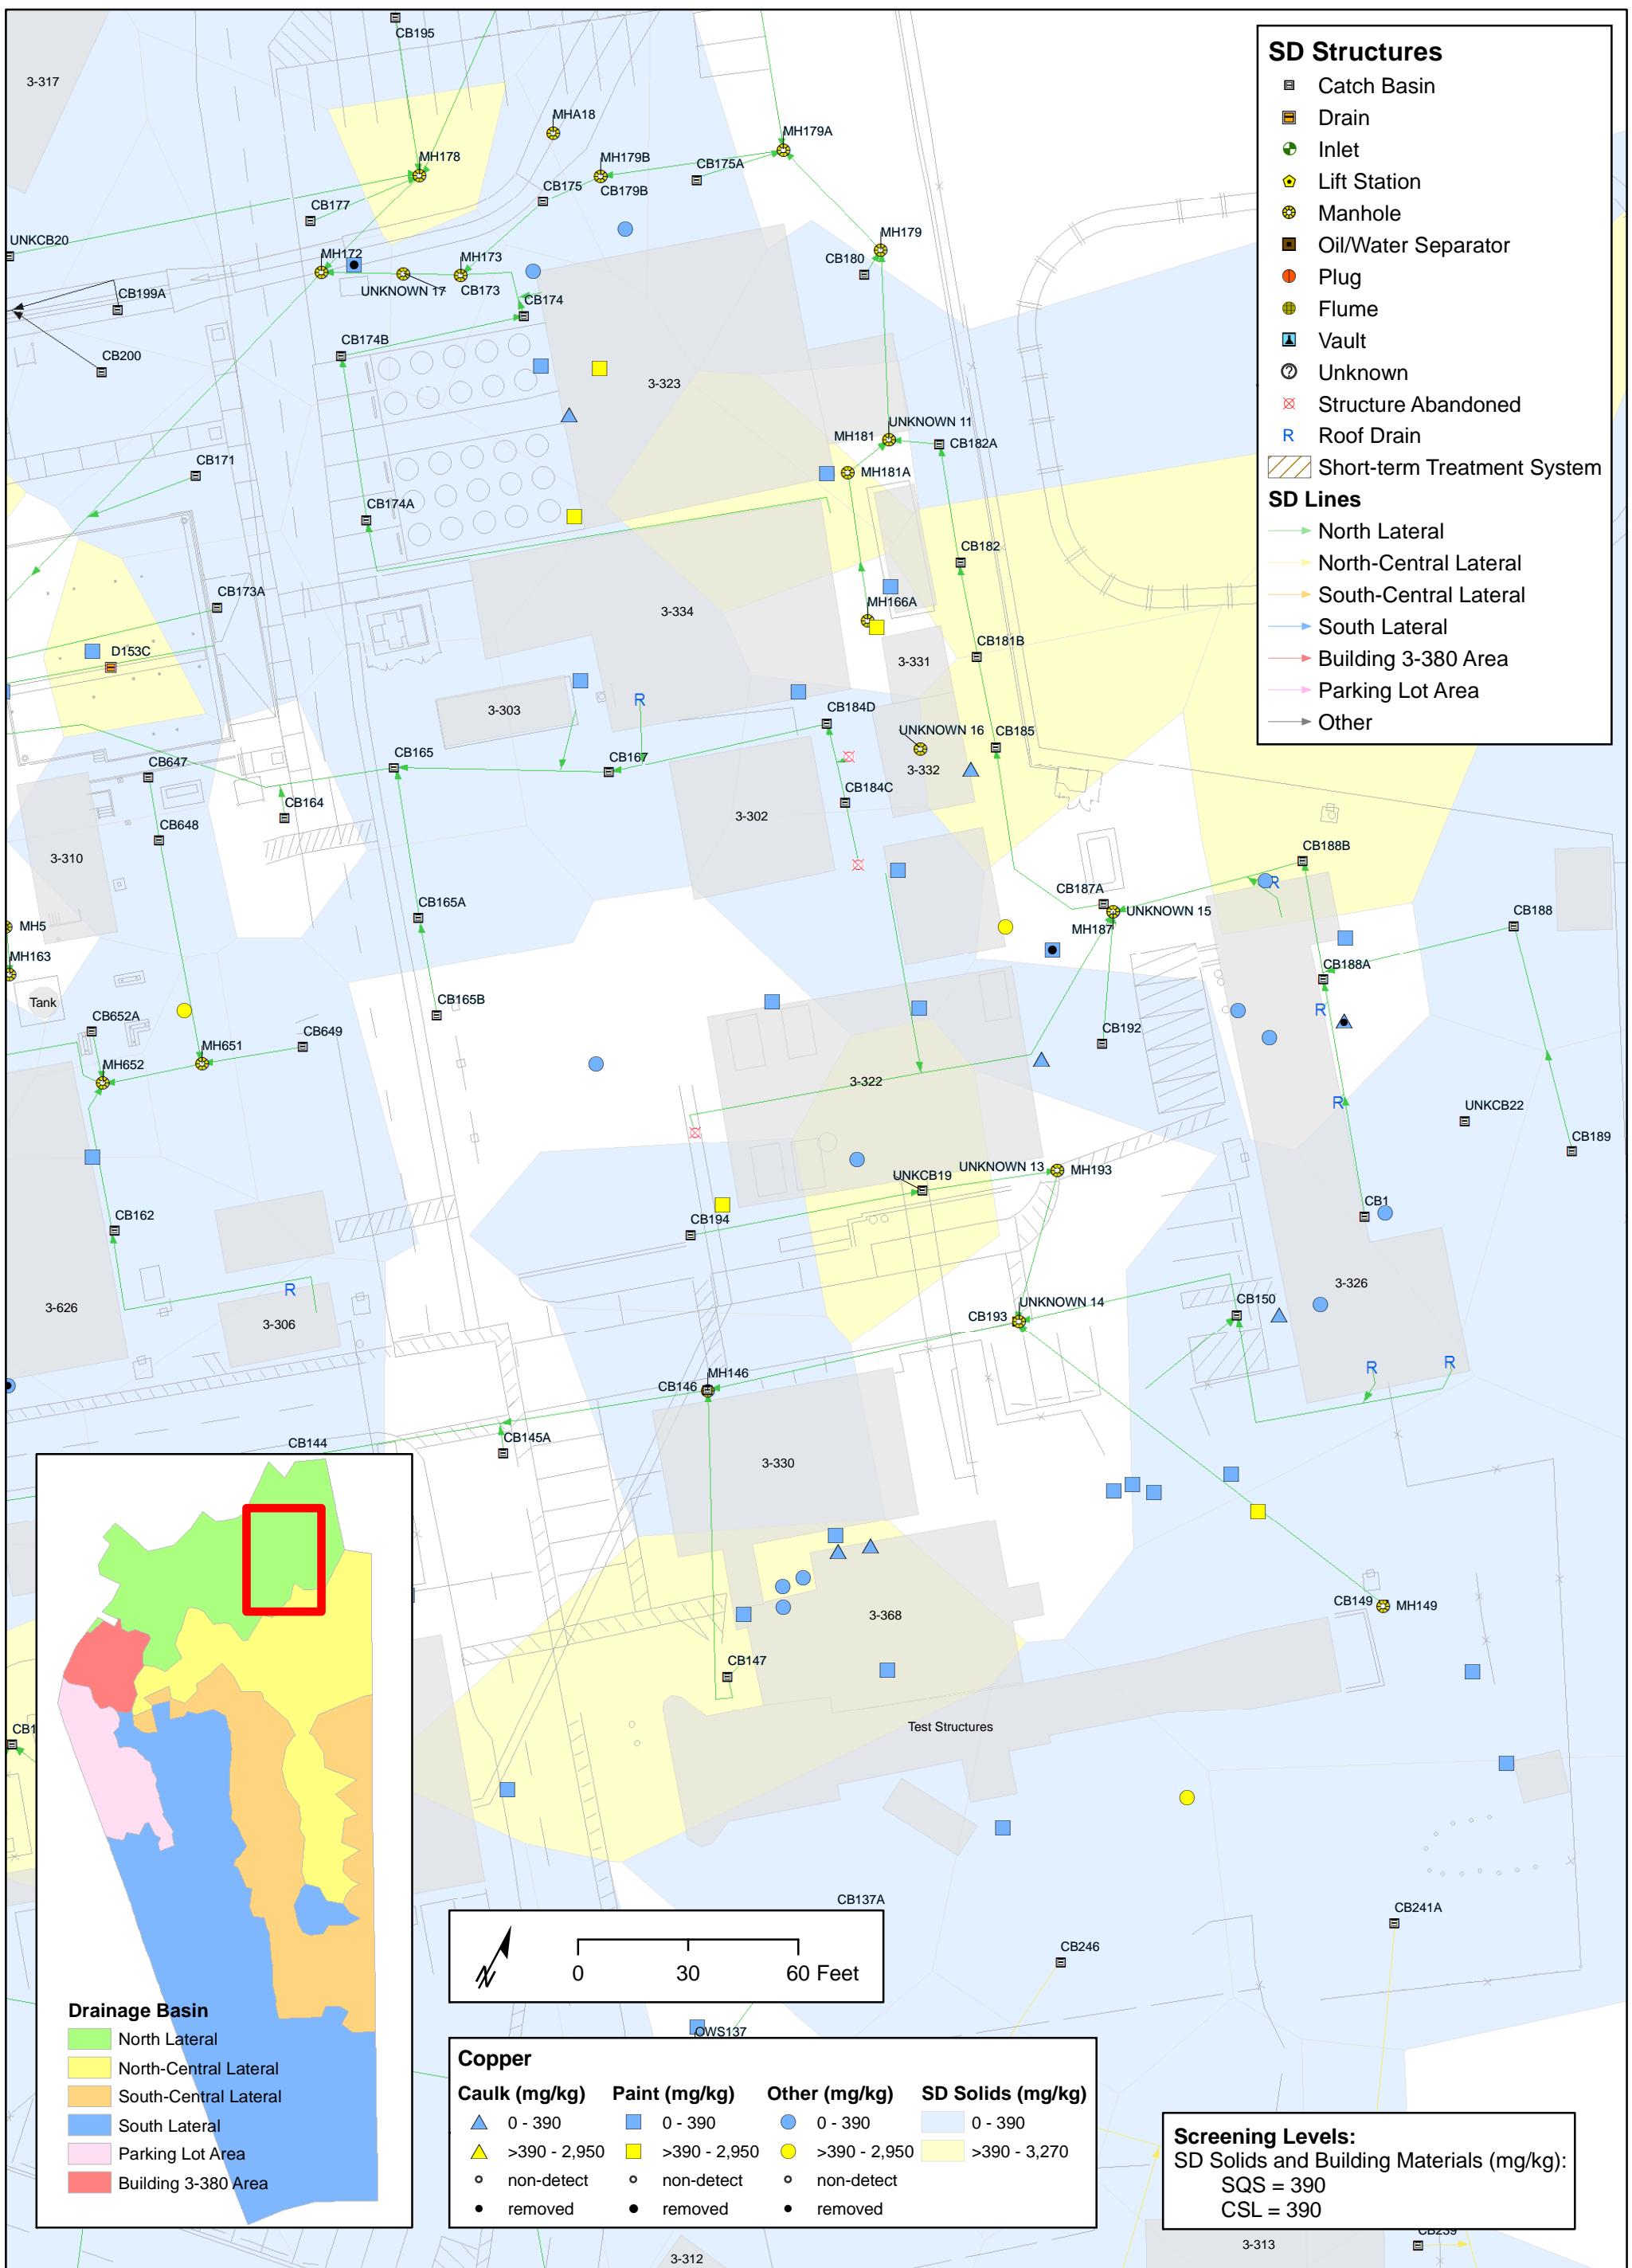 SD Structures
Catch Basin
Drain
Inlet
Lift Station
Manhole
Oil/Water Separator
Plug
Flume
Vault
Unknown
Structure Abandoned
R Roof Drain
Short-term Treatment System
SD Lines
North Lateral
North-Central Lateral
South-Central Lateral
South Lateral
Building 3-380 Area
Parking Lot Area
Other
CB195
3-317
MHA18
MH179A
MH178
MH179B
CB175A
CB175
CB179B
CB177
UNKCB20
MH179
MH172
MH173
CB180
UNKNOWN 17
CB173
CB199A
CB174
CB174B
CB200
3-323
UNKNOWN 11
MH181
CB182A
CB171
MH181A
CB174A
CB182
CB173A
3-334
MH166A
CB181B
D153C
3-331
R
3-303
CB184D
UNKNOWN 16
CB185
CB165
CB167
3-332
CB647
CB164
CB184C
3-302
CB648
3-310
CB188B
R
CB187A
UNKNOWN 15
CB188
MH5
CB165A
MH187
MH163
CB188A
Tank
CB165B
R
CB652A
CB649
CB192
MH651
MH652
3-322
R
UNKCB22
CB189
UNKNOWN 13
MH193
UNKCB19
CB1
CB162
CB194
R
3-326
3-626
3-306
UNKNOWN 14
CB193
CB150
MH146
CB146
R
R
CB144
CB145A
3-330
CB149
MH149
3-368
CB147
Test Structures
CB1
CB137A
CB241A
CB246
N
0 30 60 Feet
OWS137
Drainage Basin
North Lateral
North-Central Lateral
South-Central Lateral
South Lateral
Parking Lot Area
Building 3-380 Area
Copper
Caulk (mg/kg) Paint (mg/kg) Other (mg/kg) SD Solids (mg/kg)
0 - 390 0 - 390 0 - 390 0 - 390
>390 - 2,950 >390 - 2,950 >390 - 2,950 >390 - 3,270
non-detect non-detect non-detect
removed removed removed
Screening Levels:
SD Solids and Building Materials (mg/kg):
SQS = 390
CSL = 390
CB239
3-313
3-312